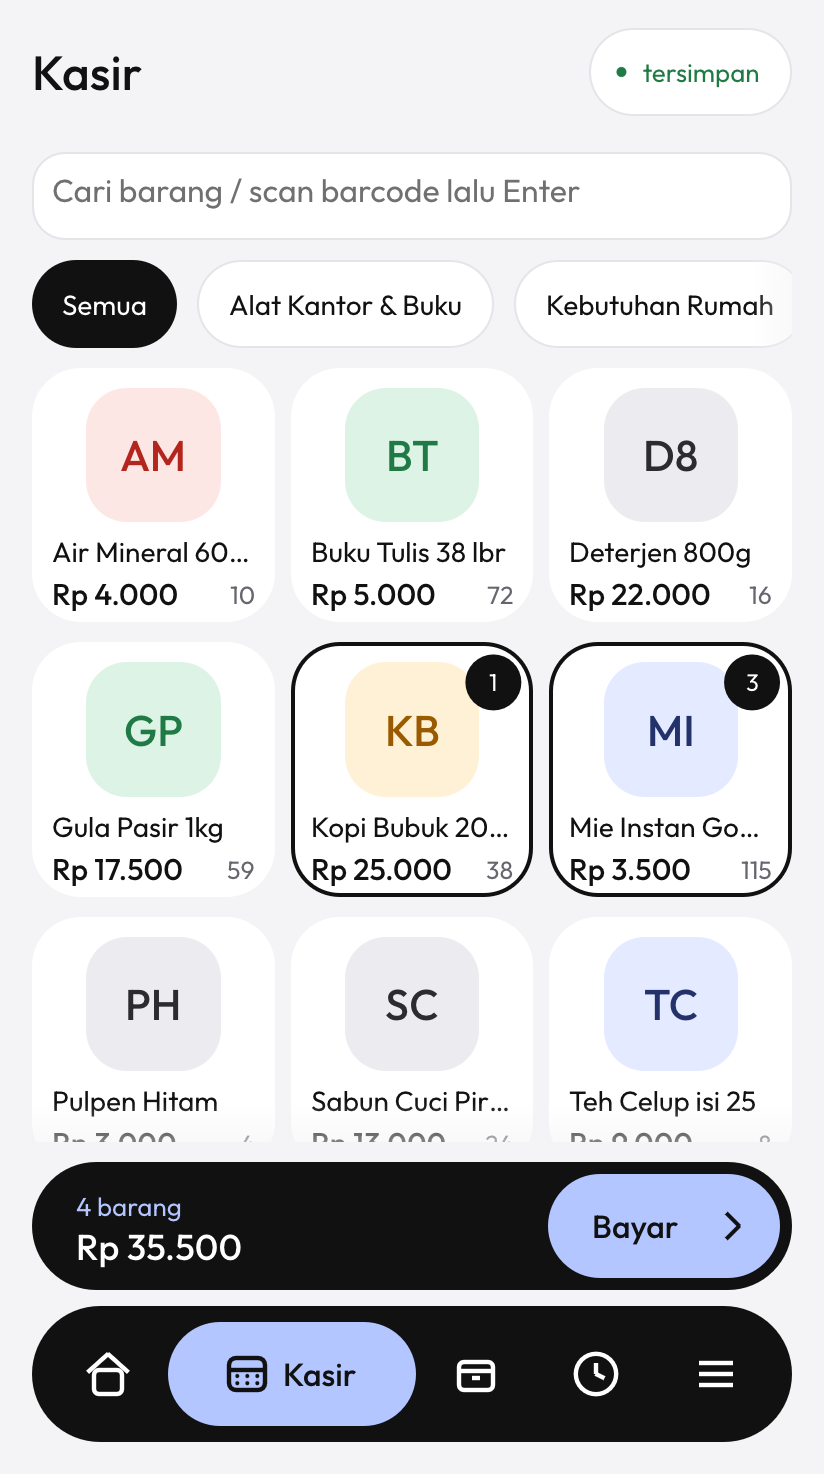 Kasir
tersimpan
Cari barang / scan barcode lalu Enter
Semua
Alat Kantor & Buku
Kebutuhan Rumah
AM
BT
D8
Air Mineral 60...
Buku Tulis 38 lbr
Deterjen 800g
Rp 4.000 10
Rp 5.000 72
Rp 22.000 16
GP
KB 1
MI 3
Gula Pasir 1kg
Kopi Bubuk 20...
Mie Instan Go...
Rp 17.500 59
Rp 25.000 38
Rp 3.500 115
PH
SC
TC
Pulpen Hitam
Sabun Cuci Pir...
Teh Celup isi 25
4 barang
Rp 35.500
Bayar
Kasir